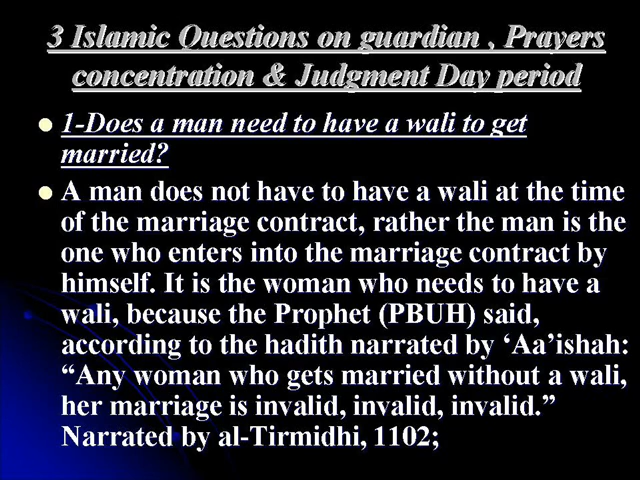 3 Islamic Questions on guardian , Prayers
concentration & Judgment Day period
1-Does a man need to have a wali to get
married?
A man does not have to have a wali at the time
of the marriage contract, rather the man is the
one who enters into the marriage contract by
himself. It is the woman who needs to have a
wali, because the Prophet (PBUH) said,
according to the hadith narrated by ‘Aa’ishah:
“Any woman who gets married without a wali,
her marriage is invalid, invalid, invalid.”
Narrated by al-Tirmidhi, 1102;